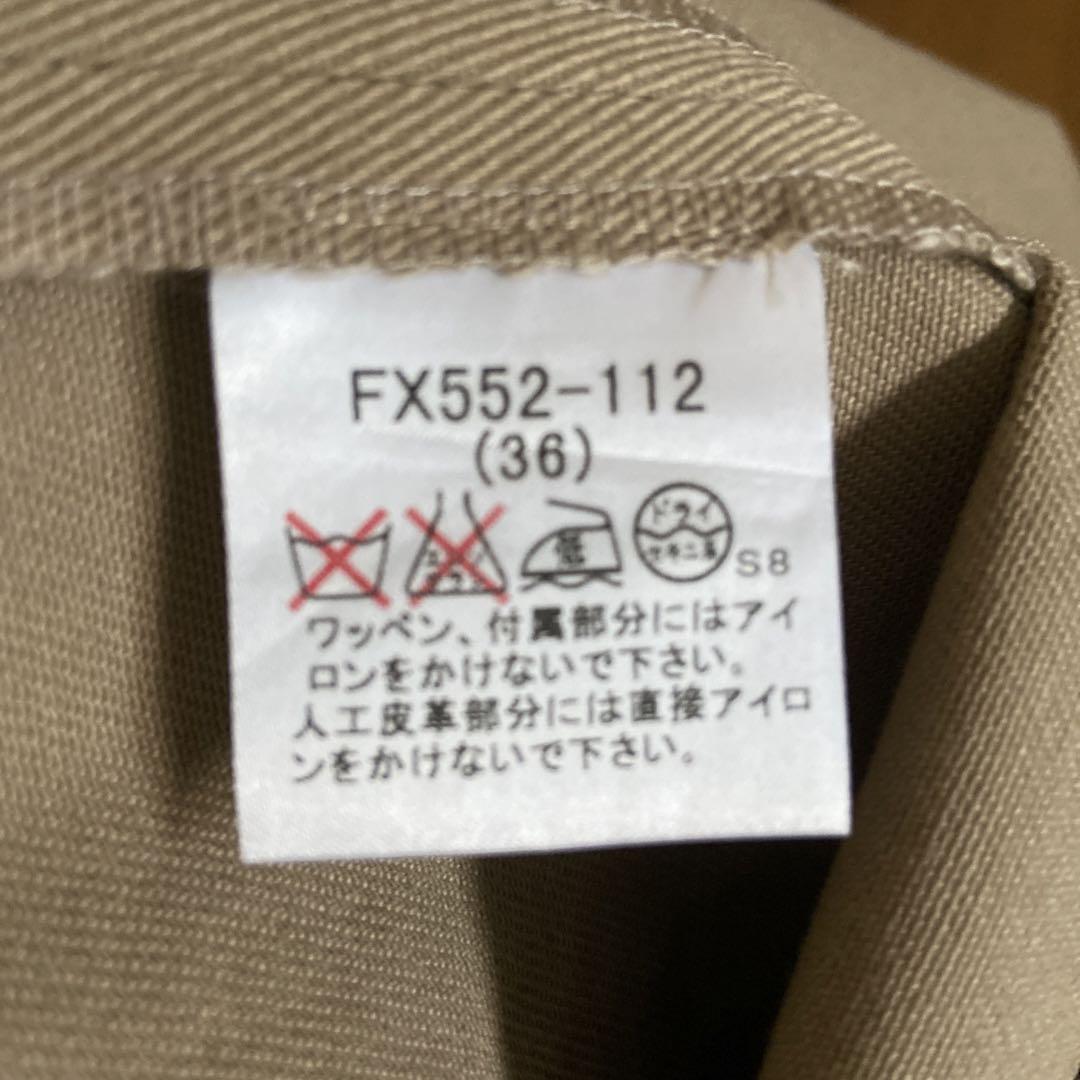 FX552-112
(36)
低
ドライ
セキユ系
S8
ワッペン、付属部分にはアイ
ロンをかけないで下さい。
人工皮革部分には直接アイロ
ンをかけないで下さい。